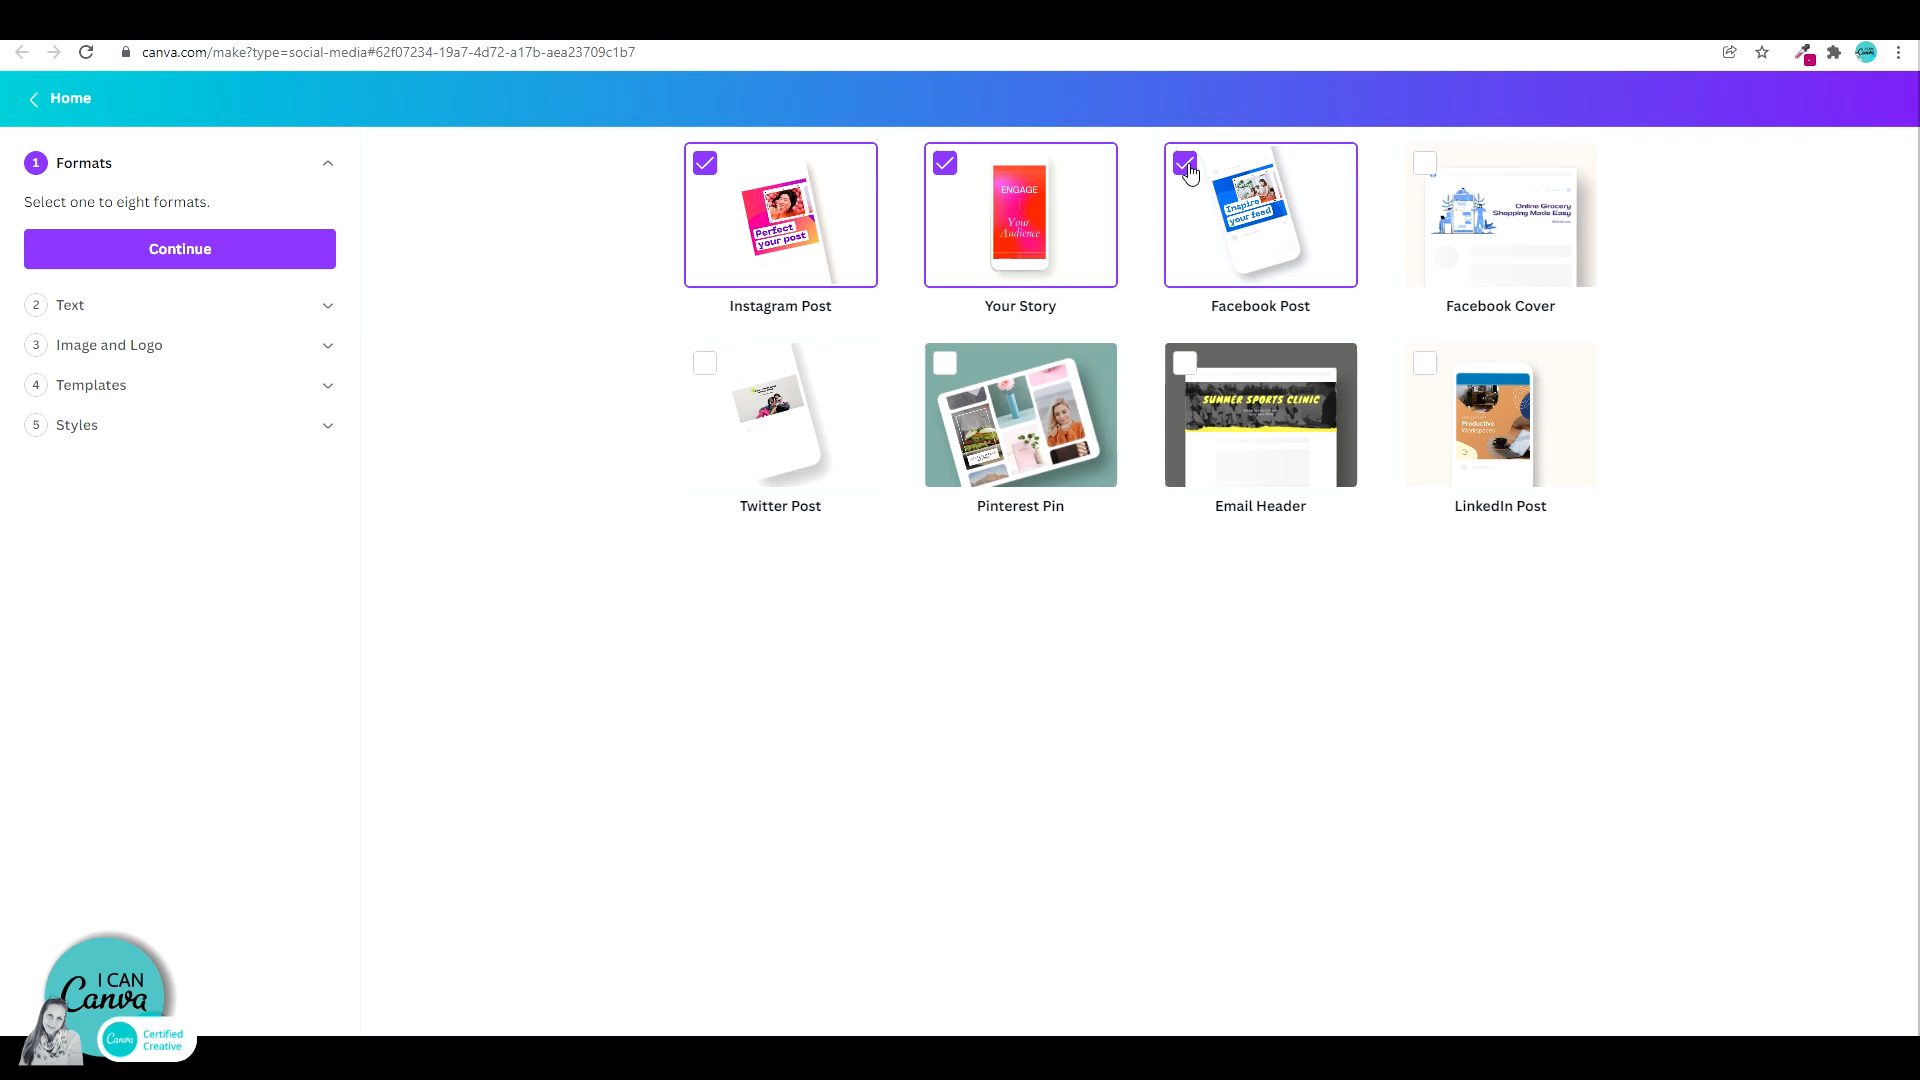 canva.com/make?type=social-media#62f07234-19a7-4d72-a17b-aea23709c1b7
Home
1 Formats
Select one to eight formats.
Continue
2 Text
3 Image and Logo
4 Templates
5 Styles
Perfect
your post
Instagram Post
ENGAGE
Your
Audience
Your Story
Inspire
your feed
Facebook Post
Online Grocery
Shopping Made Easy
Facebook Cover
Twitter Post
Pinterest Pin
SUMMER SPORTS CLINIC
Email Header
Productive
Workspaces
LinkedIn Post
I CAN
Canva
Canva
Certified
Creative